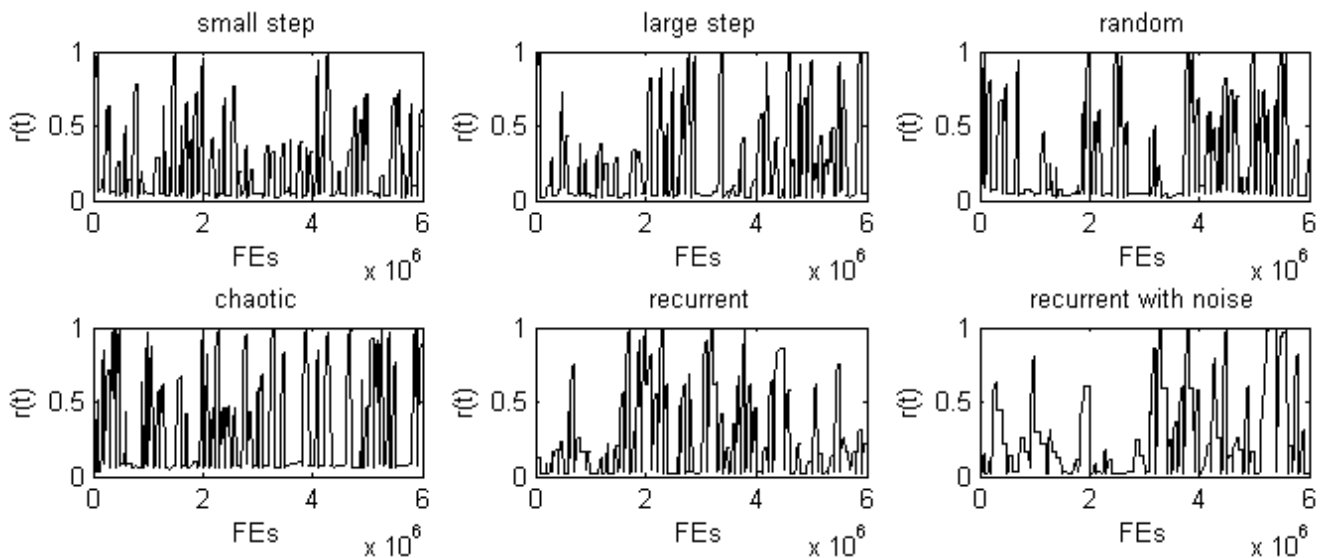 small step
large step
random
1
0.5
0
r(t)
0 2 4 6
FEs
x 10^6
1
0.5
0
r(t)
0 2 4 6
FEs
x 10^6
1
0.5
0
r(t)
0 2 4 6
FEs
x 10^6
chaotic
recurrent
recurrent with noise
1
0.5
0
r(t)
0 2 4 6
FEs
x 10^6
1
0.5
0
r(t)
0 2 4 6
FEs
x 10^6
1
0.5
0
r(t)
0 2 4 6
FEs
x 10^6